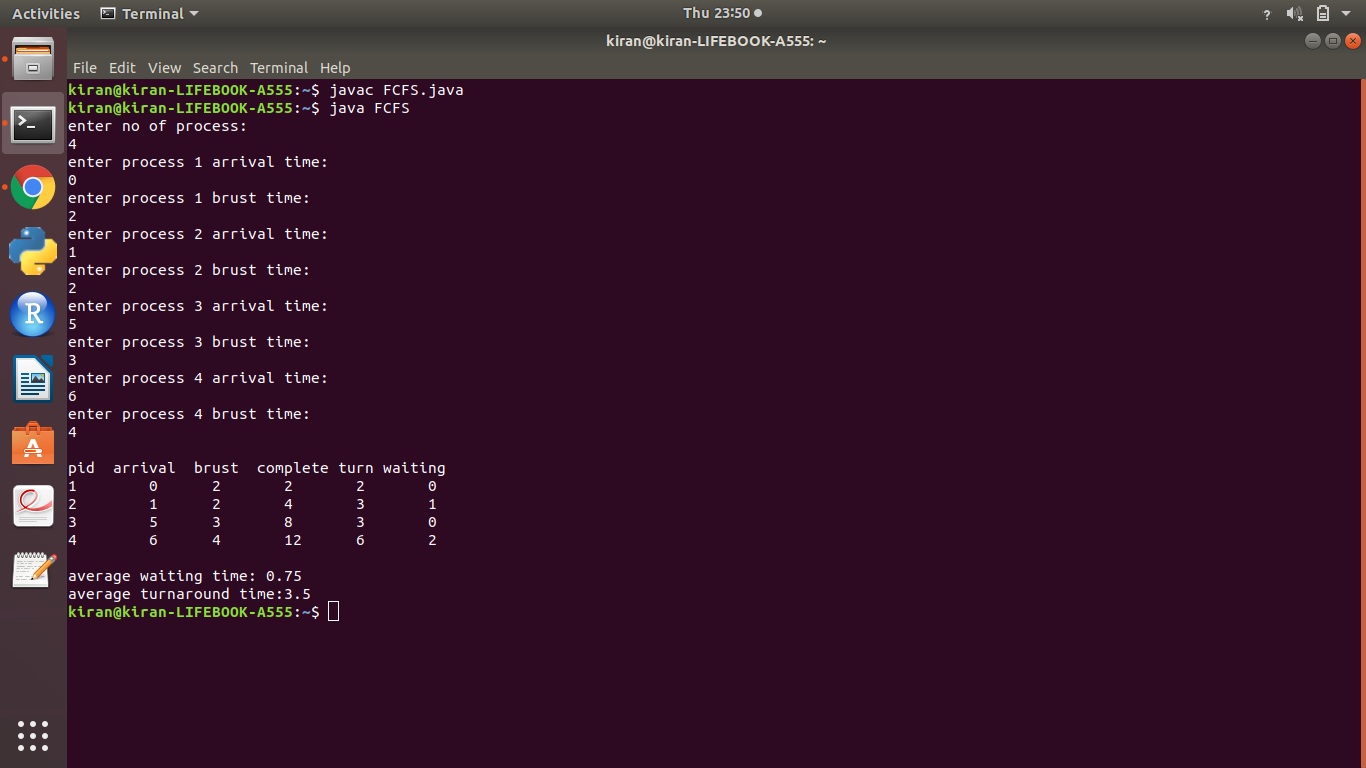 Activities Terminal Thu 23:50
kiran@kiran-LIFEBOOK-A555: ~
File Edit View Search Terminal Help
kiran@kiran-LIFEBOOK-A555:~$ javac FCFS.java
kiran@kiran-LIFEBOOK-A555:~$ java FCFS
enter no of process:
4
enter process 1 arrival time:
0
enter process 1 brust time:
2
enter process 2 arrival time:
1
enter process 2 brust time:
2
enter process 3 arrival time:
5
enter process 3 brust time:
3
enter process 4 arrival time:
6
enter process 4 brust time:
4
pid arrival brust complete turn waiting
1 0 2 2 2 0
2 1 2 4 3 1
3 5 3 8 3 0
4 6 4 12 6 2
average waiting time: 0.75
average turnaround time:3.5
kiran@kiran-LIFEBOOK-A555:~$